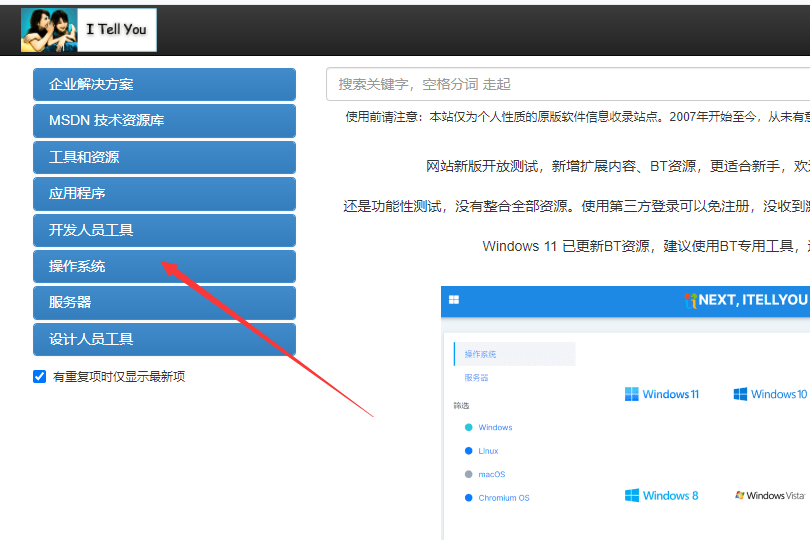 I Tell You
企业解决方案
MSDN 技术资源库
工具和资源
应用程序
开发人员工具
操作系统
服务器
设计人员工具
有重复项时仅显示最新项
搜索关键字，空格分词 走起
使用前请注意：本站仅为个人性质的原版软件信息收录站点。2007年开始至今，从未有
网站新版开放测试，新增扩展内容、BT资源，更适合新手，欢
还是功能性测试，没有整合全部资源。使用第三方登录可以免注册，没收到
Windows 11 已更新BT资源，建议使用BT专用工具，
NEXT, ITELLYOU
操作系统
服务器
筛选
Windows
Linux
macOS
Chromium OS
Windows 11
Windows 10
Windows 8
Windows Vista